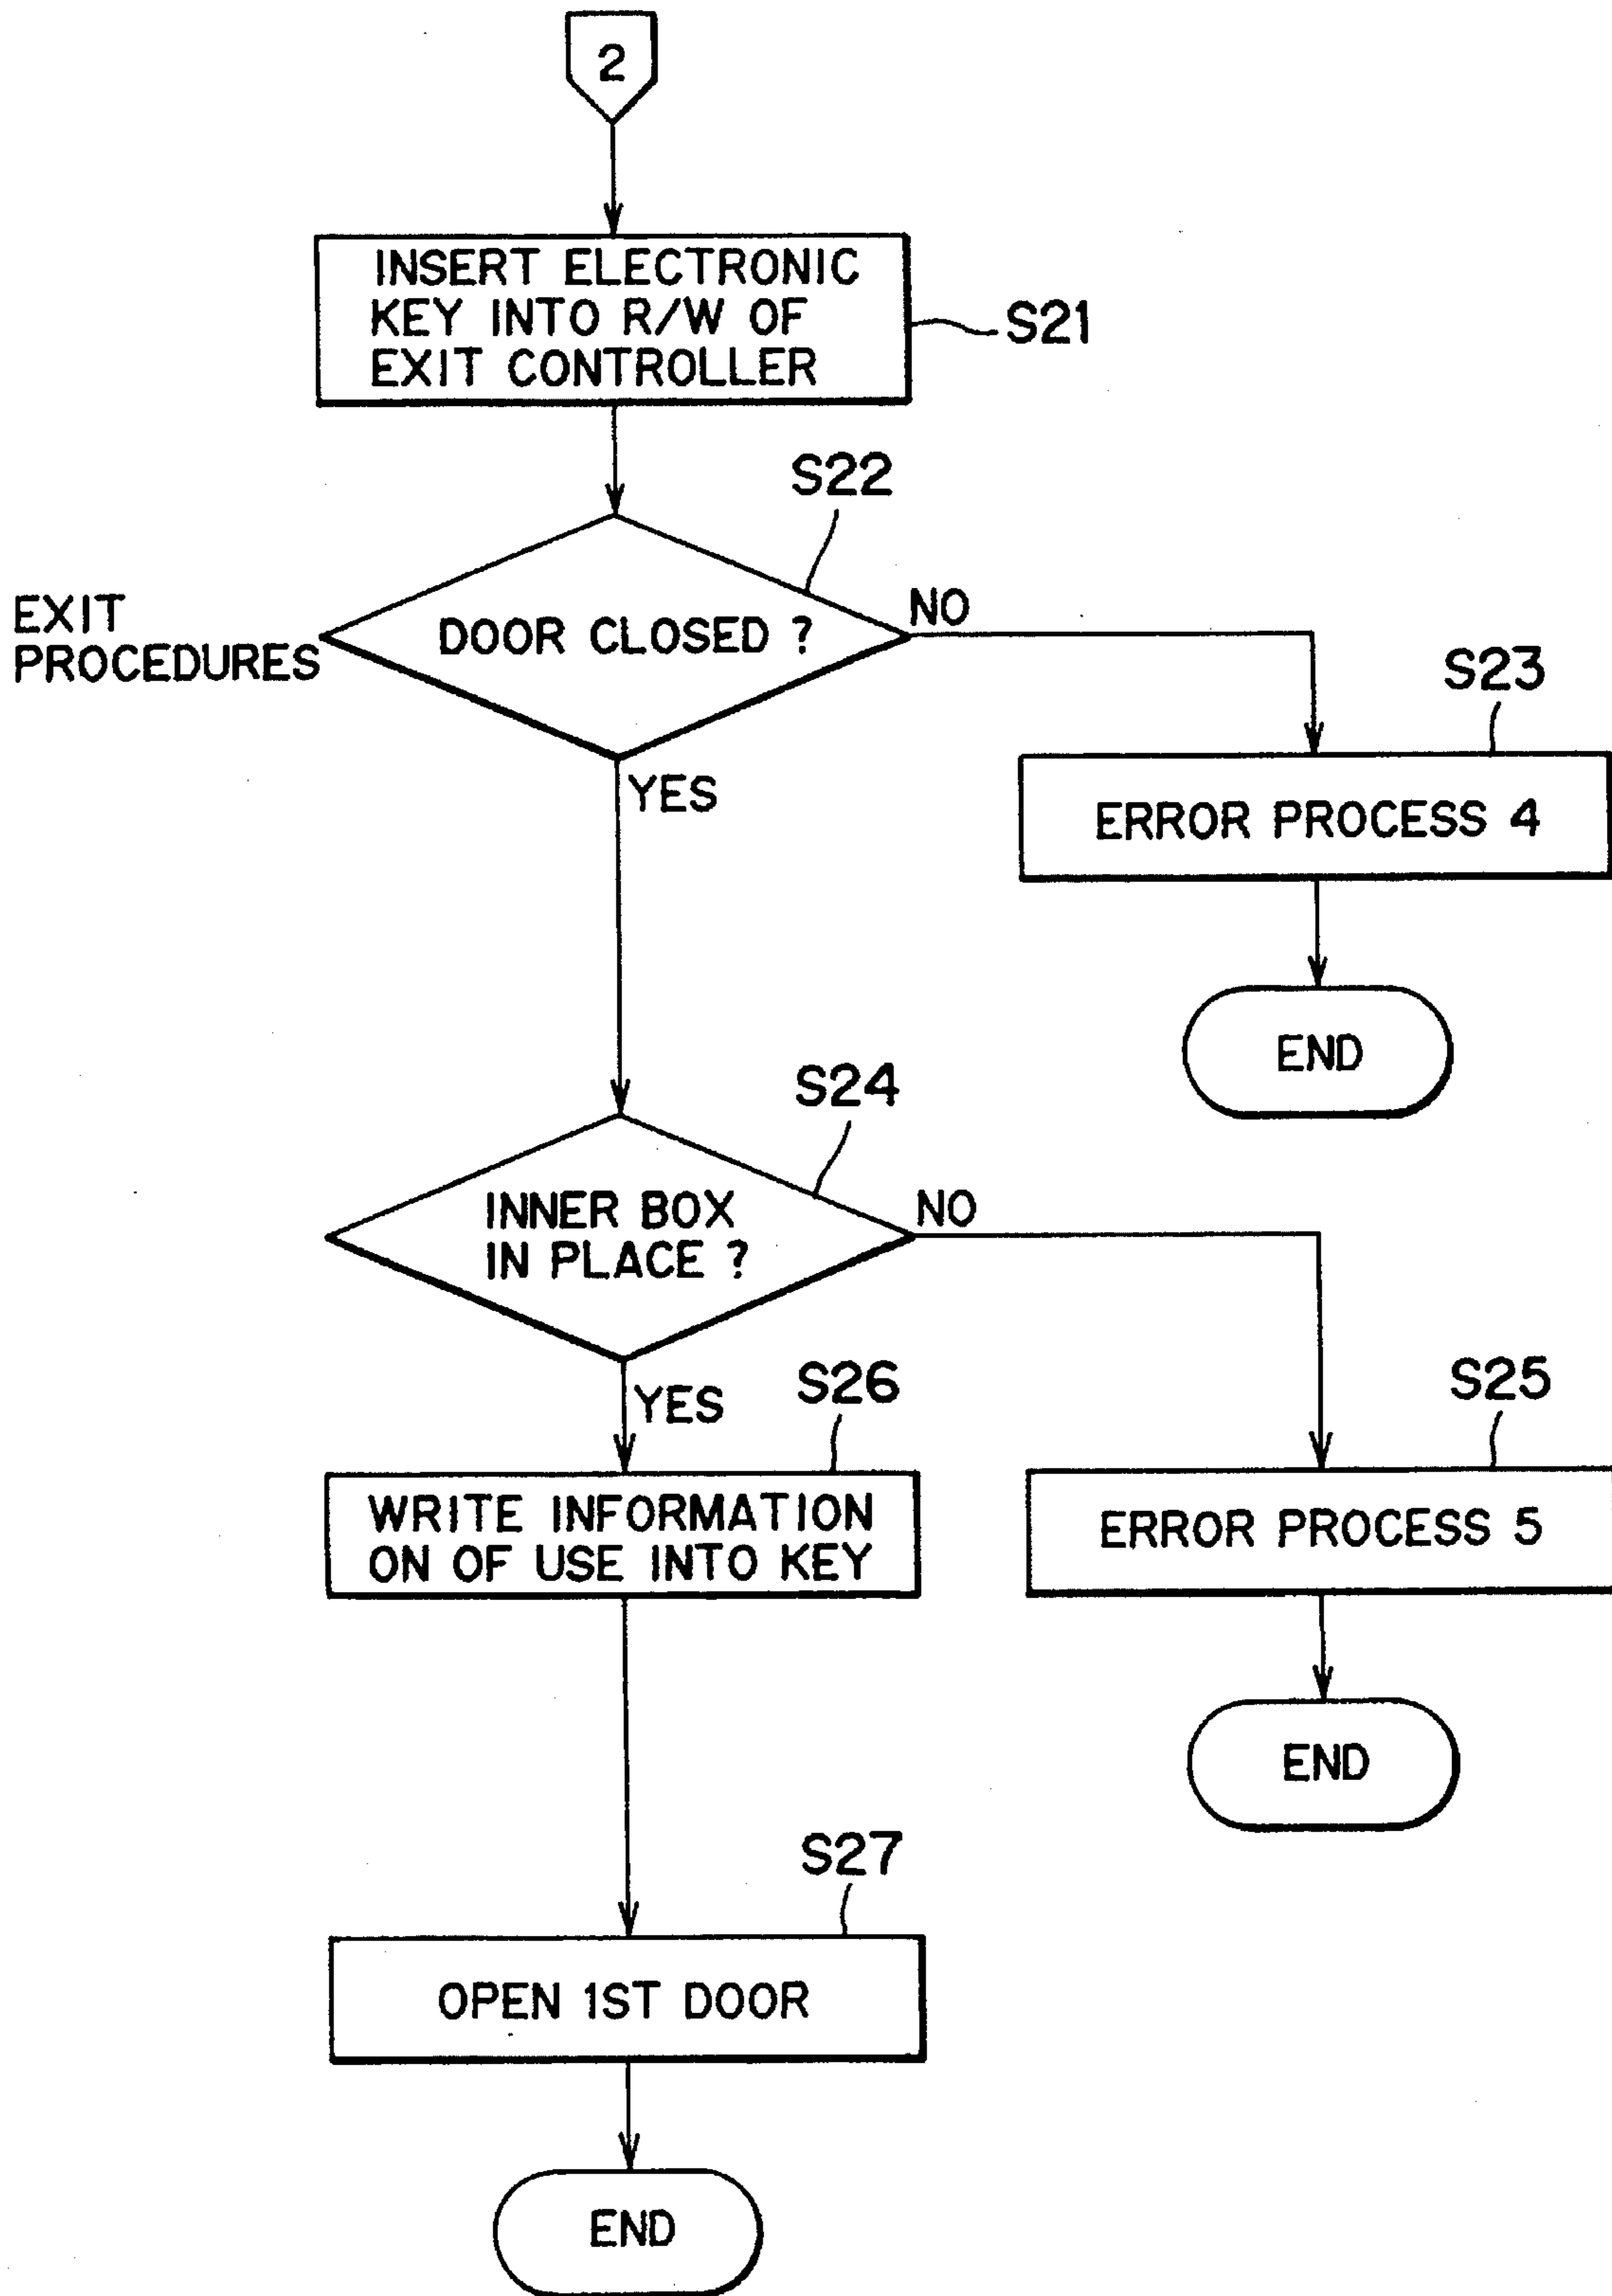 2
INSERT ELECTRONIC
KEY INTO R/W OF
EXIT CONTROLLER
S21
S22
EXIT
PROCEDURES
DOOR CLOSED ?
NO
S23
YES
ERROR PROCESS 4
END
S24
INNER BOX
IN PLACE ?
NO
YES
S26
S25
WRITE INFORMATION
ON OF USE INTO KEY
ERROR PROCESS 5
END
S27
OPEN 1ST DOOR
END